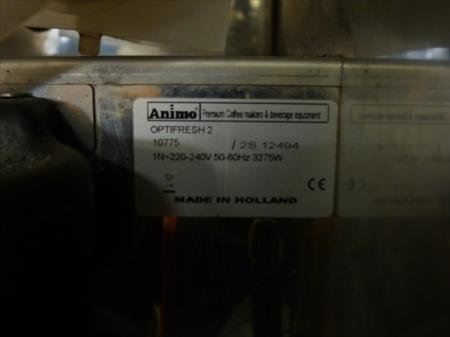 Animo® Premium Coffee makers & beverage equipment
OPTIFRESH 2
10775 / 2S 12494
1N~220-240V 50-60Hz 3275W
CE
MADE IN HOLLAND